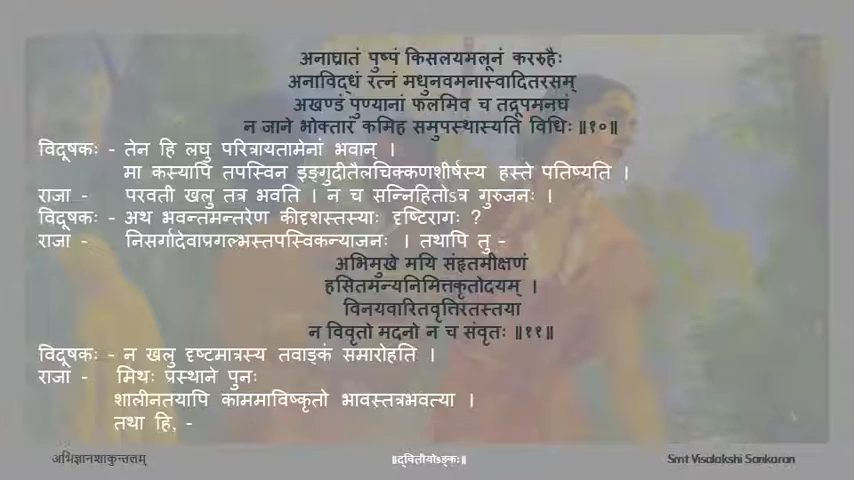 अनाघ्रातं पुष्पं किसलयमलूनं कररुहैः
अनाविद्धं रत्नं मधुनवमनास्वादितरसम्
अखण्डं पुण्यानां फलमिव च तद्रूपमनघं
न जाने भोक्तारं कमिह समुपस्थास्यति विधिः ॥१०॥
विदूषकः - तेन हि लघु परित्रायतामेनां भवान् ।
मा कस्यापि तपस्विन इङ्गुदीतैलचिक्कणशीर्षस्य हस्ते पतिष्यति ।
राजा - परवती खलु तत्र भवति । न च सन्निहितोऽत्र गुरुजनः ।
विदूषकः - अथ भवन्तमन्तरेण कीदृशस्तस्याः दृष्टिरागः ?
राजा - निसर्गादेवाप्रगल्भस्तपस्विकन्याजनः । तथापि तु -
अभिमुखे मयि संहृतमीक्षणं
हसितमन्यनिमित्तकृतोदयम् ।
विनयवारितवृत्तिरतस्तया
न विवृतो मदनो न च संवृतः ॥११॥
विदूषकः - न खलु दृष्टमात्रस्य तवाङ्कं समारोहति ।
राजा - मिथः प्रस्थाने पुनः
शालीनतयापि काममाविष्कृतो भावस्तत्रभवत्या ।
तथा हि, -
अभिज्ञानशाकुन्तलम्
॥द्वितीयोऽङ्कः॥
Smt Visalakshi Sankaran